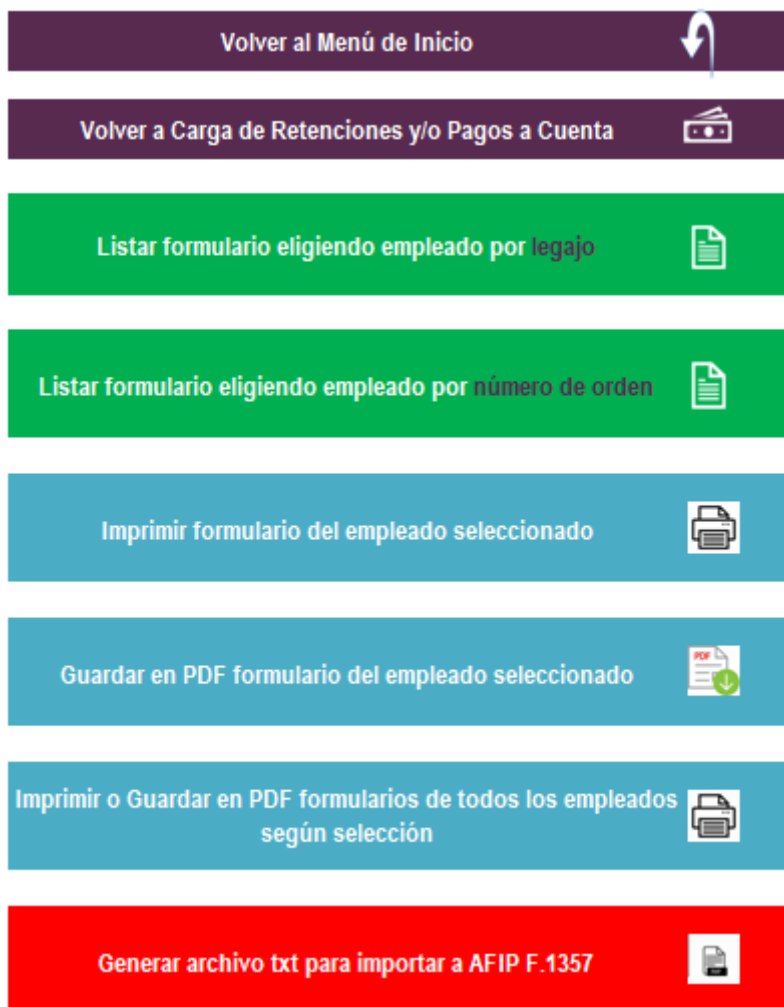 Volver al Menú de Inicio
Volver a Carga de Retenciones y/o Pagos a Cuenta
Listar formulario eligiendo empleado por legajo
Listar formulario eligiendo empleado por número de orden
Imprimir formulario del empleado seleccionado
PDF
Guardar en PDF formulario del empleado seleccionado
Imprimir o Guardar en PDF formularios de todos los empleados
según selección
Generar archivo txt para importar a AFIP F.1357